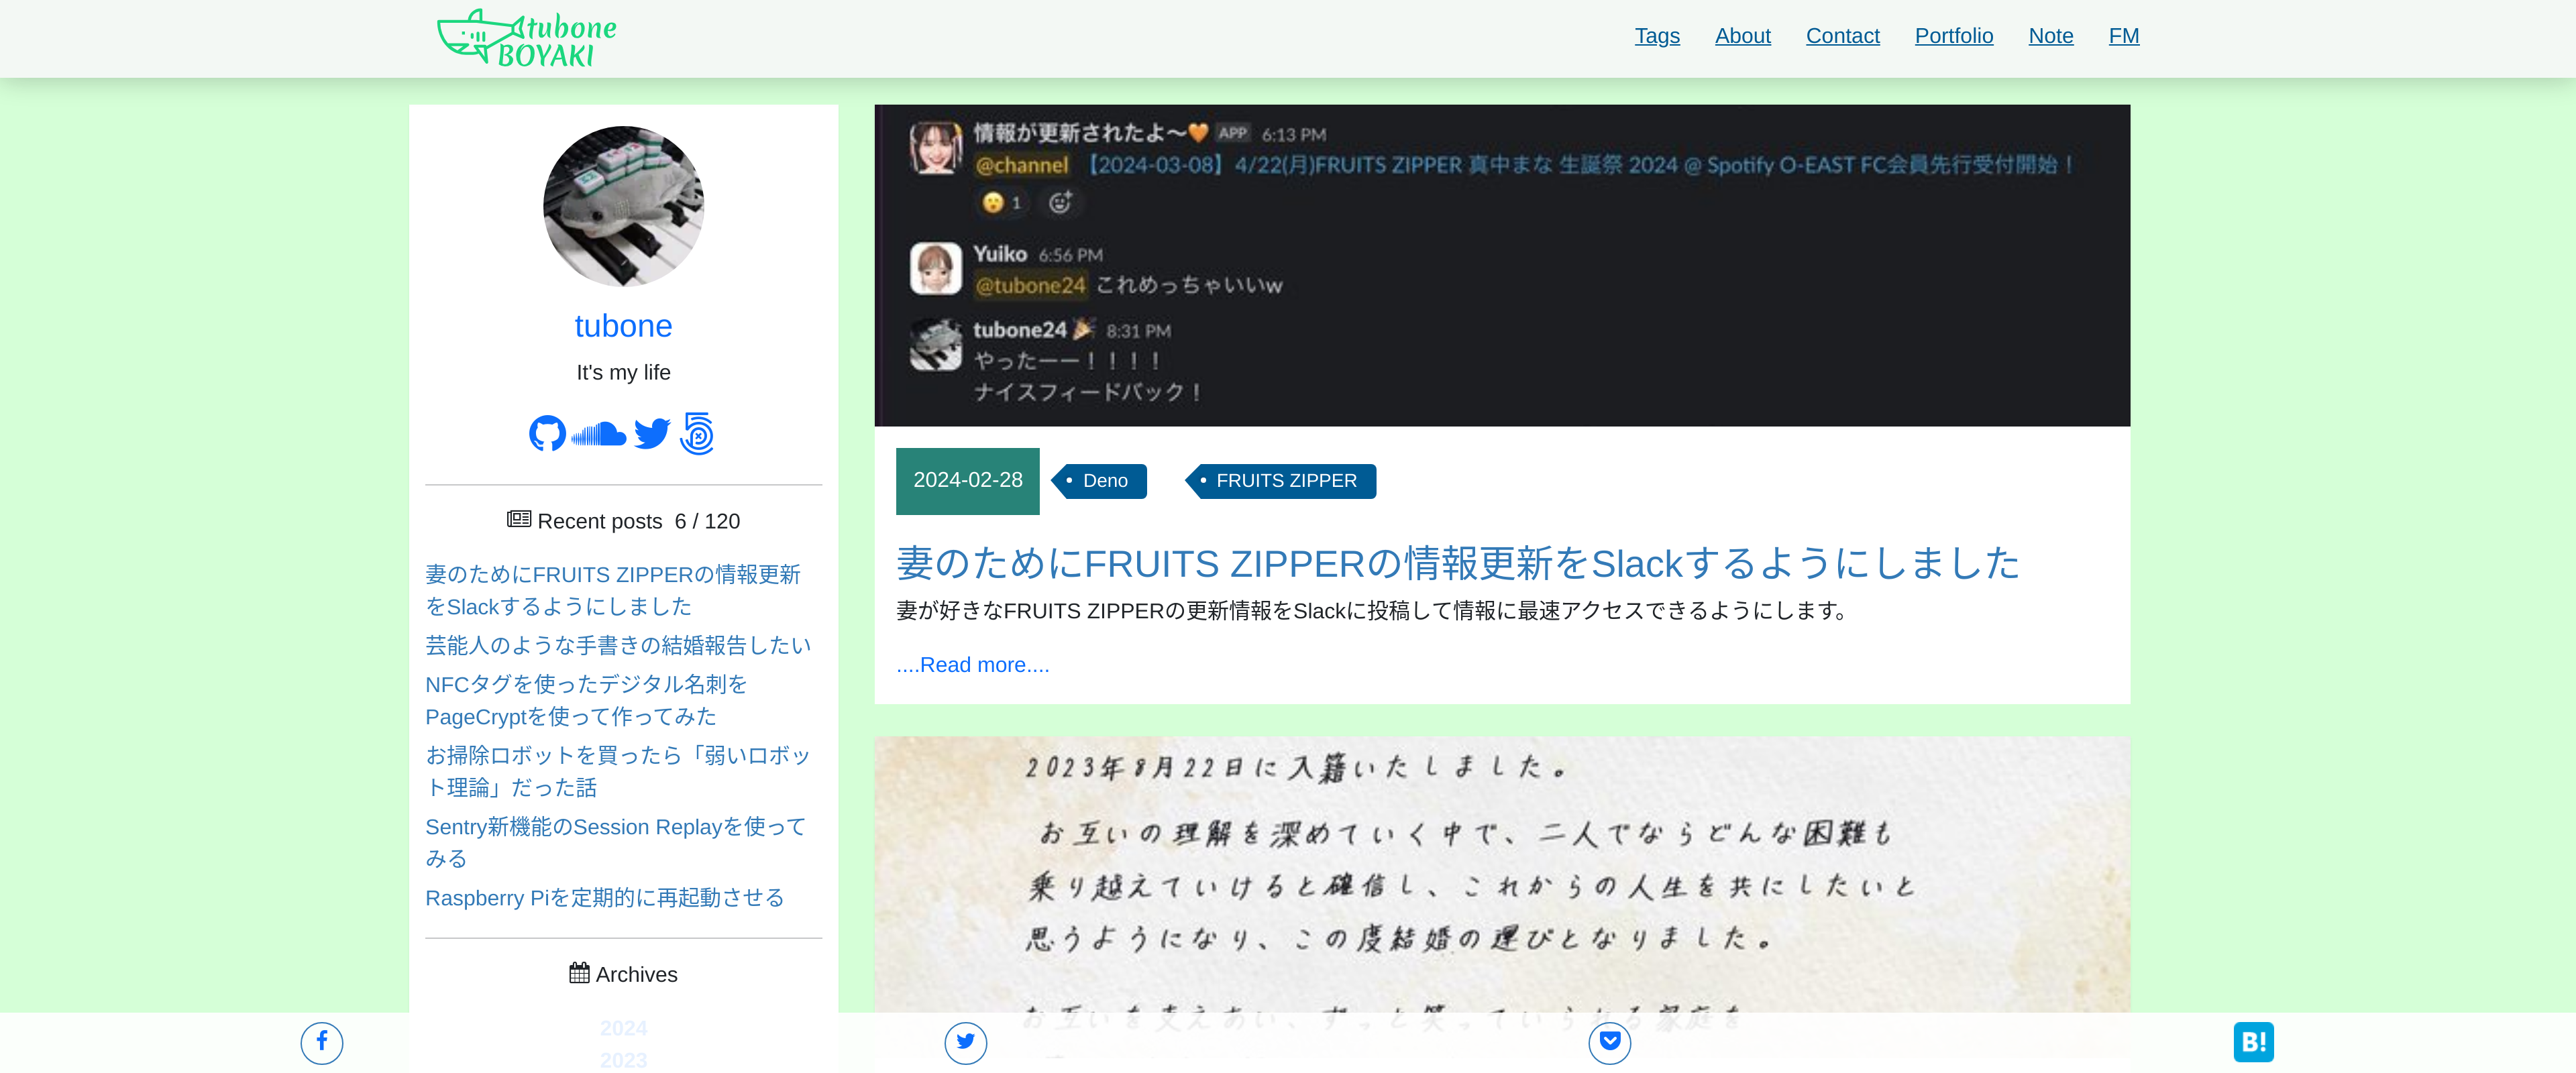 tubone
BOYAKI
Tags About Contact Portfolio Note FM
tubone
It's my life
Recent posts 6 / 120
妻のためにFRUITS ZIPPERの情報更新
をSlackするようにしました
芸能人のような手書きの結婚報告したい
NFCタグを使ったデジタル名刺を
PageCryptを使って作ってみた
お掃除ロボットを買ったら「弱いロボッ
ト理論」だった話
Sentry新機能のSession Replayを使って
みる
Raspberry Piを定期的に再起動させる
Archives
2024
2023
情報が更新されたよ〜🧡 APP 6:13 PM
@channel 【2024-03-08】4/22(月)FRUITS ZIPPER 真中まな 生誕祭 2024 @ Spotify O-EAST FC会員先行受付開始！
😮 1
Yuiko 6:56 PM
@tubone24 これめっちゃいいw
tubone24 🎉 8:31 PM
やったーー！！！！
ナイスフィードバック！
2024-02-28 Deno FRUITS ZIPPER
妻のためにFRUITS ZIPPERの情報更新をSlackするようにしました
妻が好きなFRUITS ZIPPERの更新情報をSlackに投稿して情報に最速アクセスできるようにします。
....Read more....
2023年8月22日に入籍いたしました。
お互いの理解を深めていく中で、二人でならどんな困難も
乗り越えていけると確信し、これからの人生を共にしたいと
思うようになり、この度結婚の運びとなりました。
お互いを支えあい、ずっと笑っていられる家庭を
B!